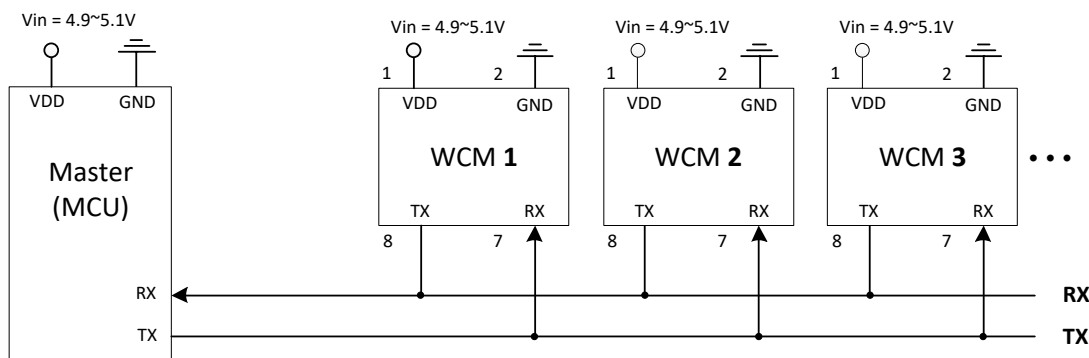 Vin = 4.9~5.1V
VDD
GND
Master
(MCU)
RX
TX
Vin = 4.9~5.1V
1
2
VDD
GND
WCM 1
TX
RX
8
7
Vin = 4.9~5.1V
1
2
VDD
GND
WCM 2
TX
RX
8
7
Vin = 4.9~5.1V
1
2
VDD
GND
WCM 3
TX
RX
8
7
•••
RX
TX